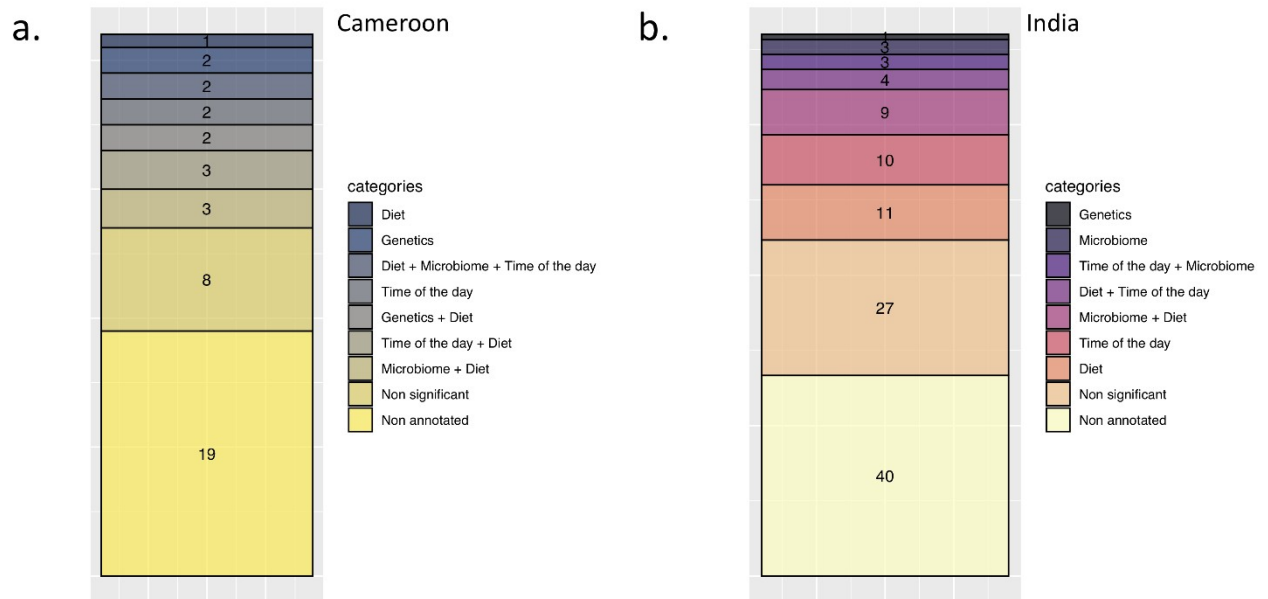 a.
Cameroon
1
2
2
2
2
3
3
8
19
categories
Diet
Genetics
Diet + Microbiome + Time of the day
Time of the day
Genetics + Diet
Time of the day + Diet
Microbiome + Diet
Non significant
Non annotated
b.
India
1
3
3
4
9
10
11
27
40
categories
Genetics
Microbiome
Time of the day + Microbiome
Diet + Time of the day
Microbiome + Diet
Time of the day
Diet
Non significant
Non annotated